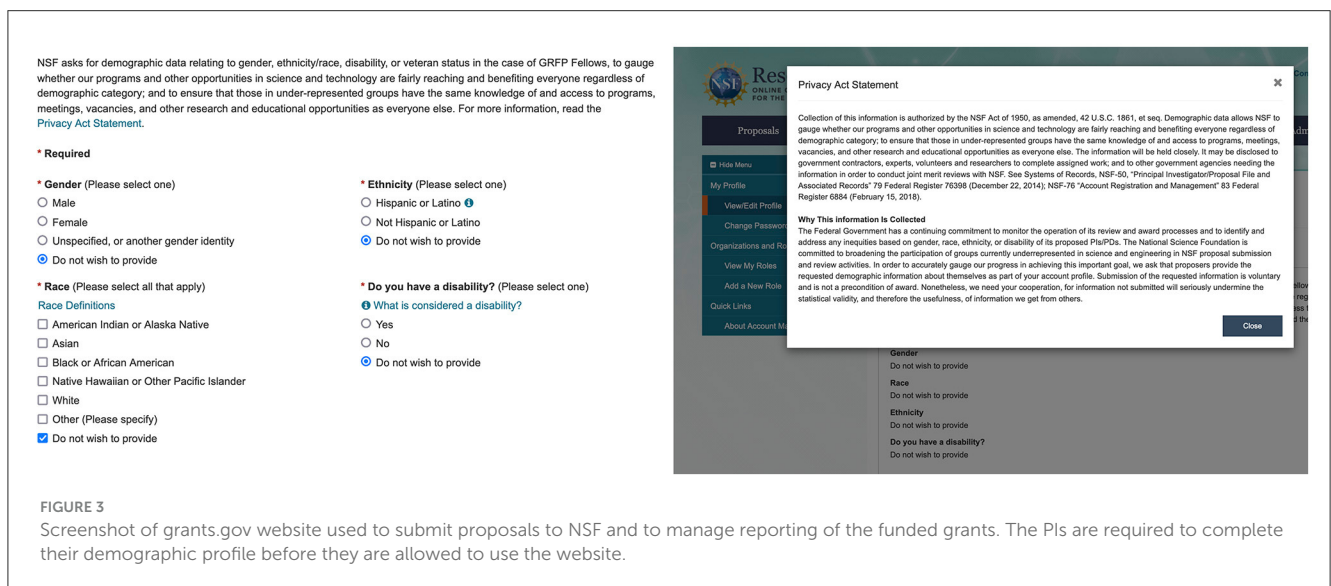 NSF asks for demographic data relating to gender, ethnicity/race, disability, or veteran status in the case of GRFP Fellows, to gauge
whether our programs and other opportunities in science and technology are fairly reaching and benefiting everyone regardless of
demographic category; and to ensure that those in under-represented groups have the same knowledge of and access to programs,
meetings, vacancies, and other research and educational opportunities as everyone else. For more information, read the
Privacy Act Statement.
* Required
* Gender (Please select one)
Male
Female
Unspecified, or another gender identity
Do not wish to provide
* Ethnicity (Please select one)
Hispanic or Latino
Not Hispanic or Latino
Do not wish to provide
* Race (Please select all that apply)
Race Definitions
American Indian or Alaska Native
Asian
Black or African American
Native Hawaiian or Other Pacific Islander
White
Other (Please specify)
Do not wish to provide
* Do you have a disability? (Please select one)
What is considered a disability?
Yes
No
Do not wish to provide
NSF
Res
ONLINE
FOR THE
Proposals
Hide Menu
My Profile
View/Edit Profile
Change Passwor
Organizations and Ro
View My Roles
Add a New Role
Quick Links
About Account Ma
Privacy Act Statement
Collection of this information is authorized by the NSF Act of 1950, as amended, 42 U.S.C. 1861, et seq. Demographic data allows NSF to
gauge whether our programs and other opportunities in science and technology are fairly reaching and benefiting everyone regardless of
demographic category; to ensure that those in under-represented groups have the same knowledge of and access to programs, meetings,
vacancies, and other research and educational opportunities as everyone else. The information will be held closely. It may be disclosed to
government contractors, experts, volunteers and researchers to complete assigned work; and to other government agencies needing the
information in order to conduct joint merit reviews with NSF. See Systems of Records, NSF-50, "Principal Investigator/Proposal File and
Associated Records" 79 Federal Register 76398 (December 22, 2014); NSF-76 "Account Registration and Management" 83 Federal
Register 6884 (February 15, 2018).
Why This information Is Collected
The Federal Government has a continuing commitment to monitor the operation of its review and award processes and to identify and
address any inequities based on gender, race, ethnicity, or disability of its proposed PIs/PDs. The National Science Foundation is
committed to broadening the participation of groups currently underrepresented in science and engineering in NSF proposal submission
and review activities. In order to accurately gauge our progress in achieving this important goal, we ask that proposers provide the
requested demographic information about themselves as part of your account profile. Submission of the requested information is voluntary
and is not a precondition of award. Nonetheless, we need your cooperation, for information not submitted will seriously undermine the
statistical validity, and therefore the usefulness, of information we get from others.
Close
Gender
Do not wish to provide
Race
Do not wish to provide
Ethnicity
Do not wish to provide
Do you have a disability?
Do not wish to provide
FIGURE 3
Screenshot of grants.gov website used to submit proposals to NSF and to manage reporting of the funded grants. The PIs are required to complete
their demographic profile before they are allowed to use the website.